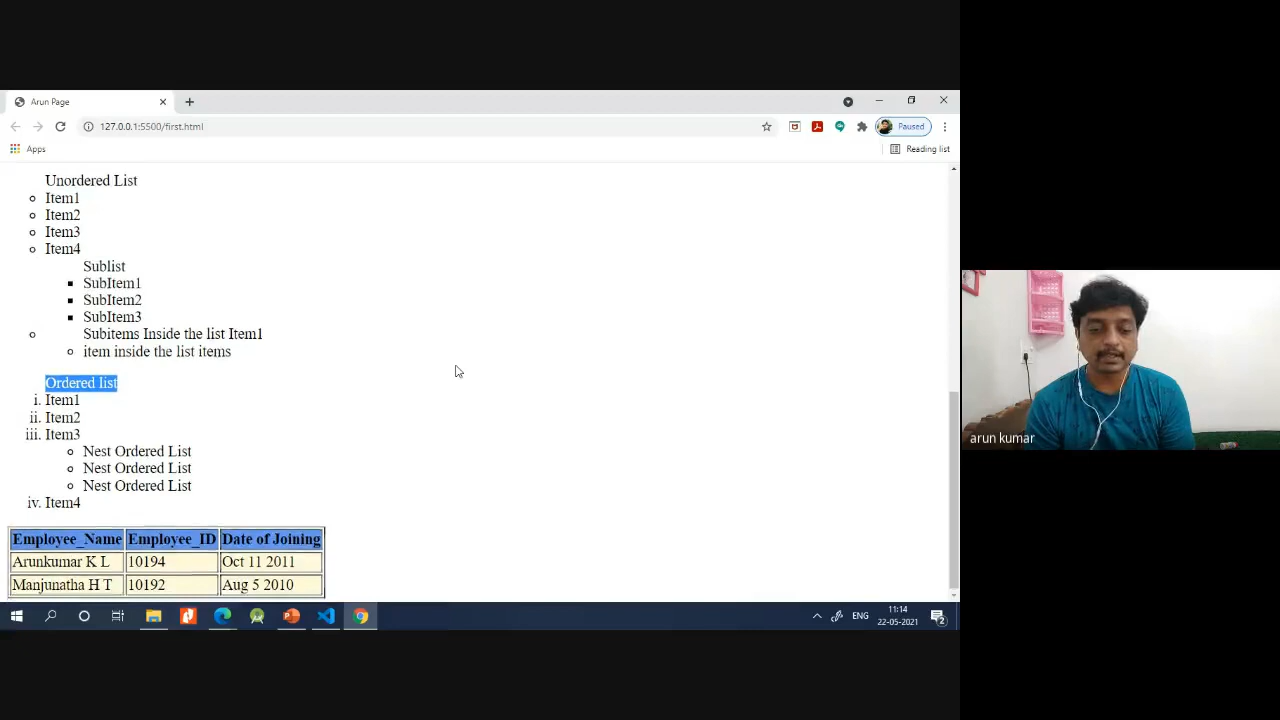 Arun Page
127.0.0.1:5500/first.html
Paused
Apps
Reading list
Unordered List
Item1
Item2
Item3
Item4
Sublist
SubItem1
SubItem2
SubItem3
Subitems Inside the list Item1
item inside the list items
Ordered list
i. Item1
ii. Item2
iii. Item3
Nest Ordered List
Nest Ordered List
Nest Ordered List
iv. Item4
Employee_Name Employee_ID Date of Joining
Arunkumar K L 10194 Oct 11 2011
Manjunatha H T 10192 Aug 5 2010
ENG
11:14
22-05-2021
2
arun kumar